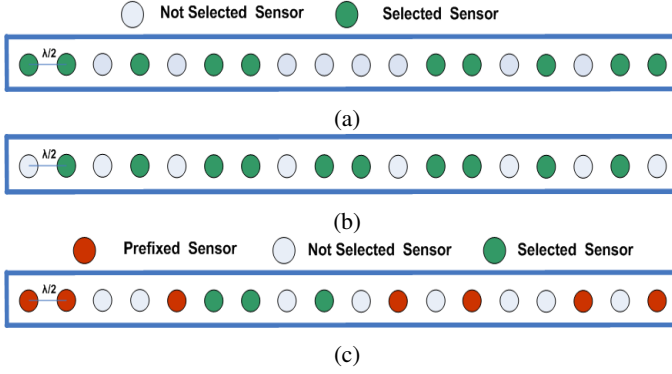 Not Selected Sensor Selected Sensor
λ/2
(a)
λ/2
(b)
Prefixed Sensor Not Selected Sensor Selected Sensor
λ/2
(c)